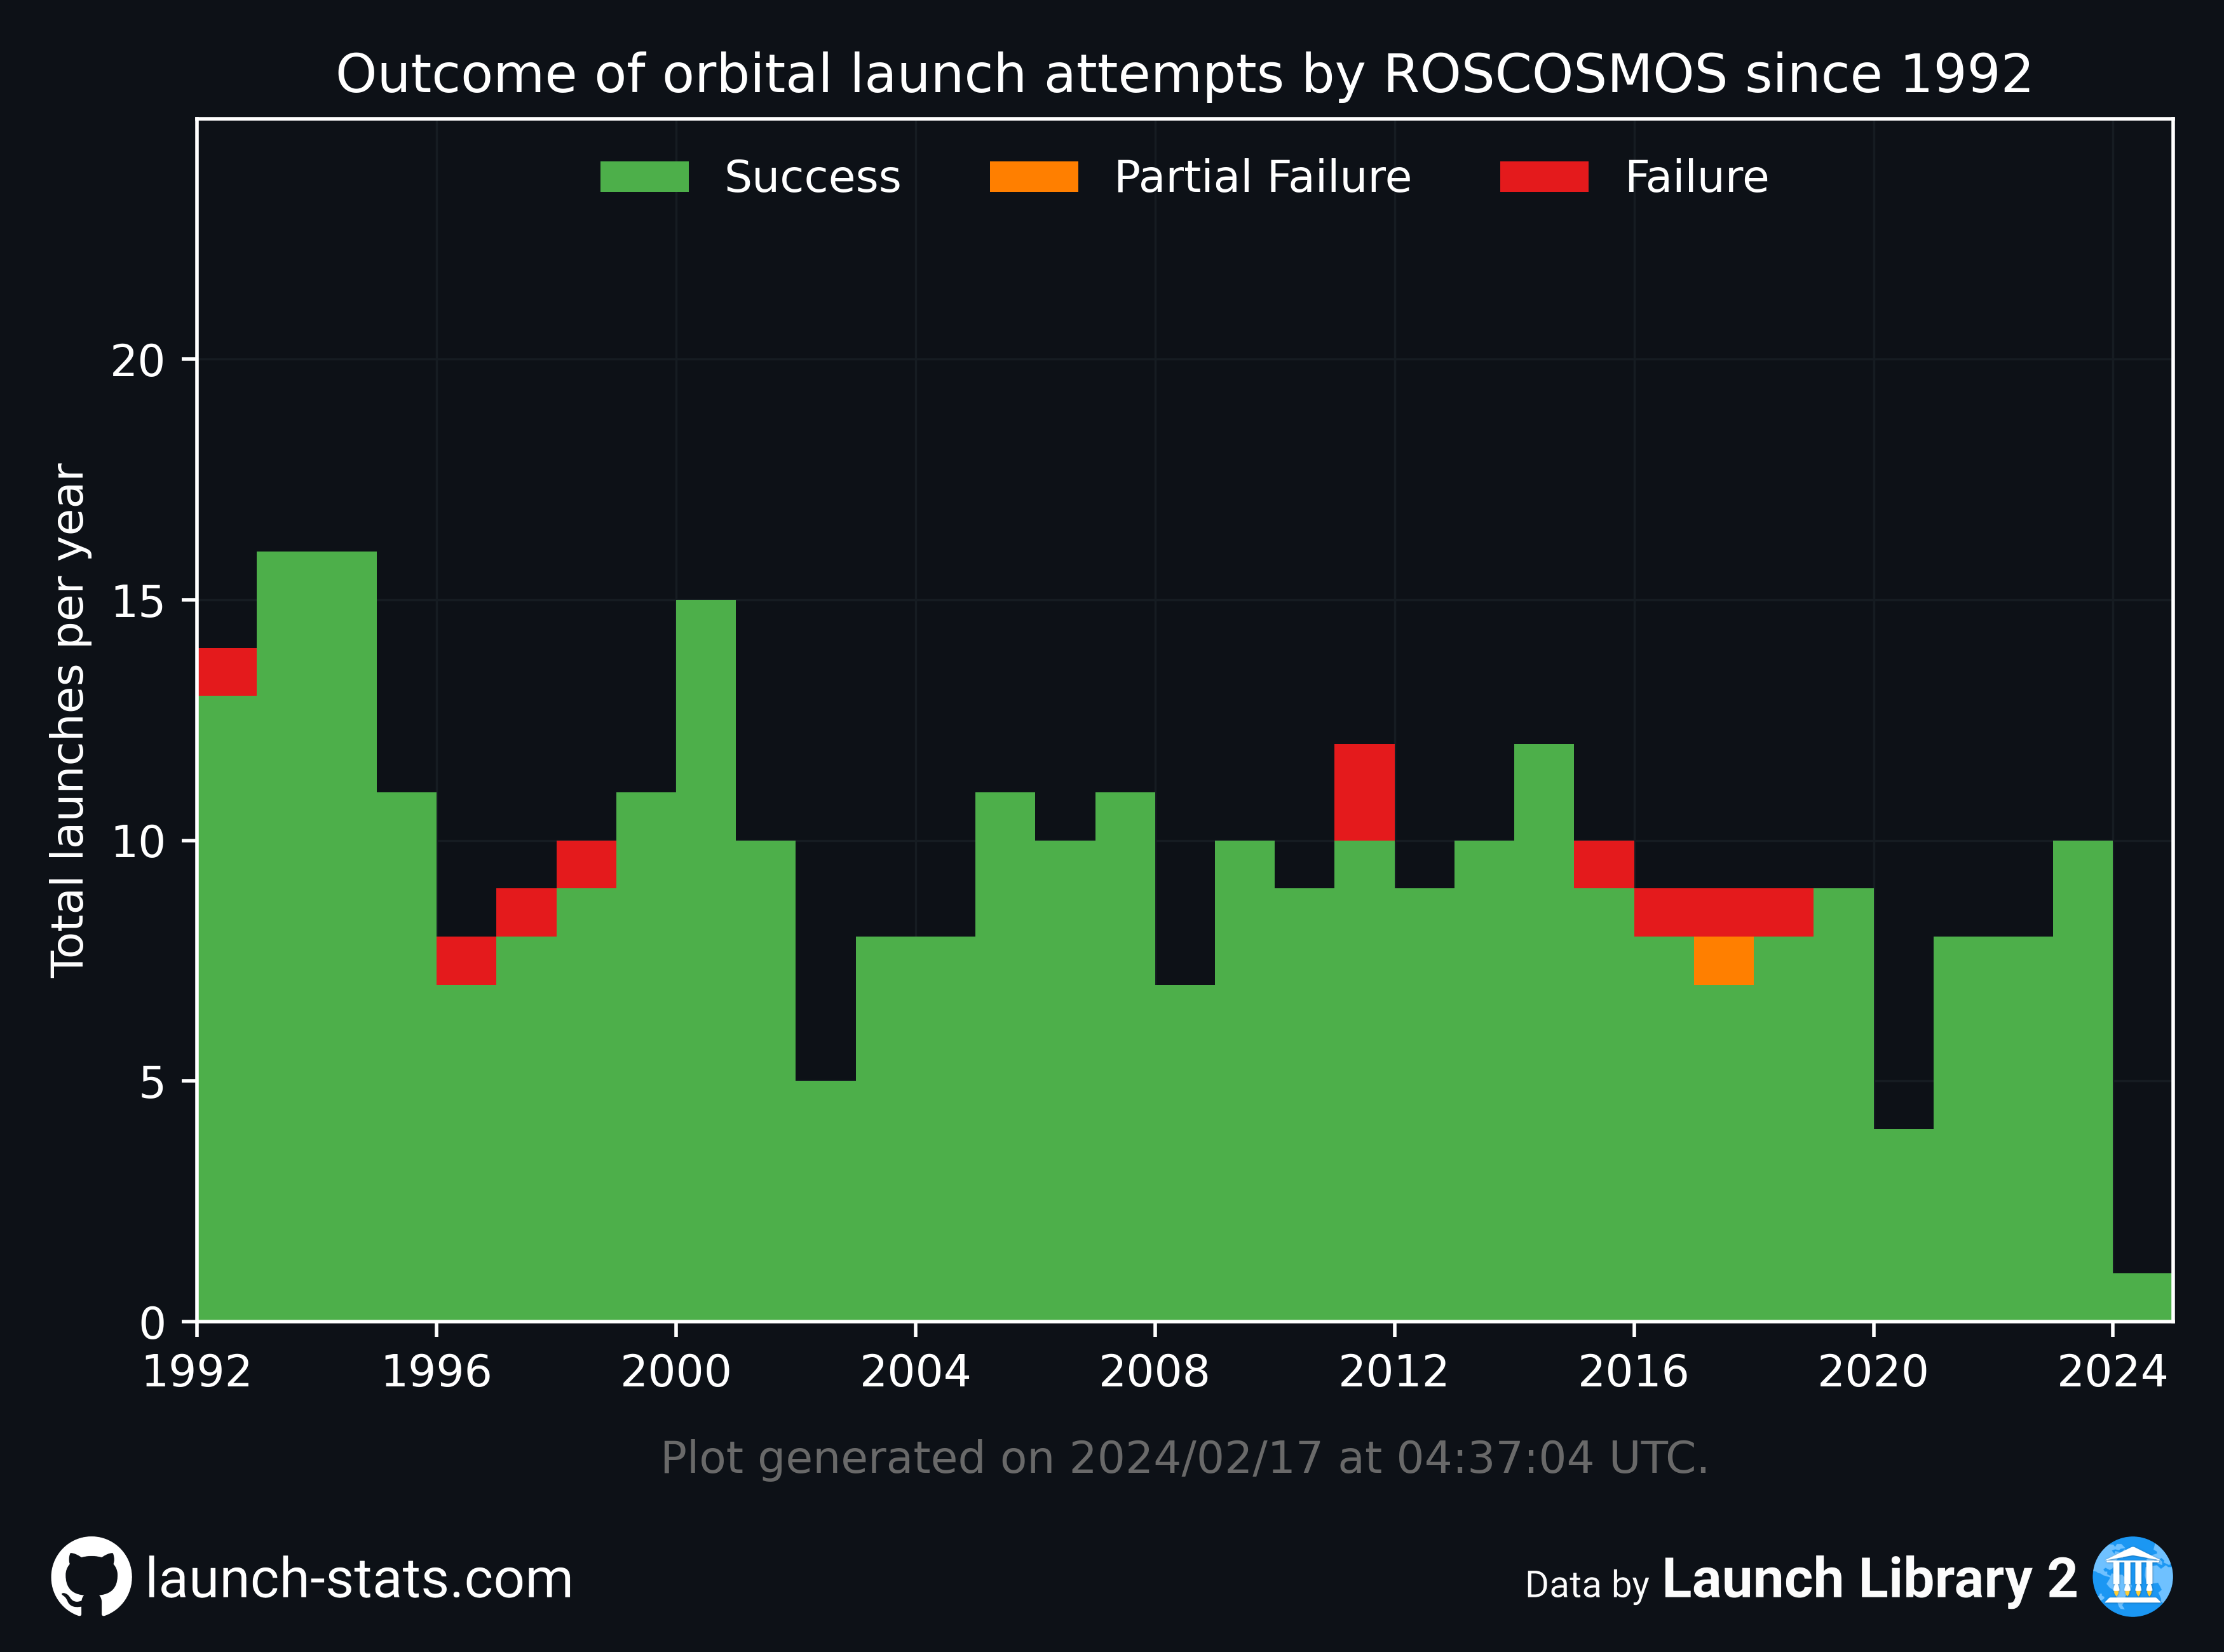 Outcome of orbital launch attempts by ROSCOSMOS since 1992
Success Partial Failure Failure
Total launches per year
20
15
10
5
0
1992 1996 2000 2004 2008 2012 2016 2020 2024
Plot generated on 2024/02/17 at 04:37:04 UTC.
launch-stats.com
Data by Launch Library 2